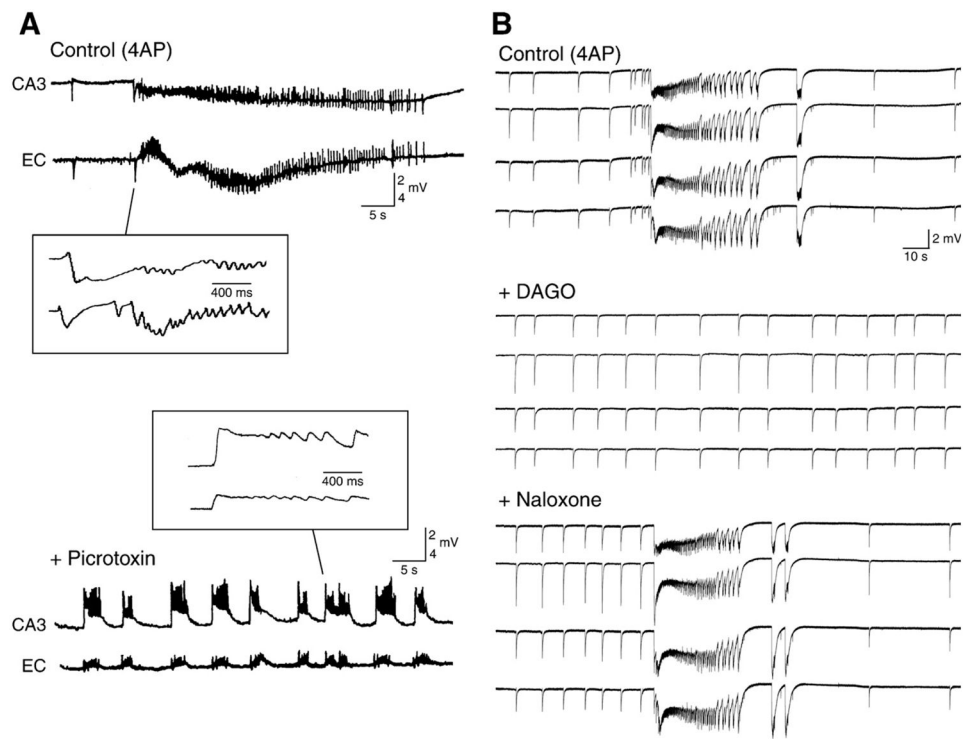 A
Control (4AP)
CA3
EC
2
4
mV
5 s
400 ms
400 ms
+ Picrotoxin
2
4
mV
5 s
CA3
EC
B
Control (4AP)
2 mV
10 s
+ DAGO
+ Naloxone